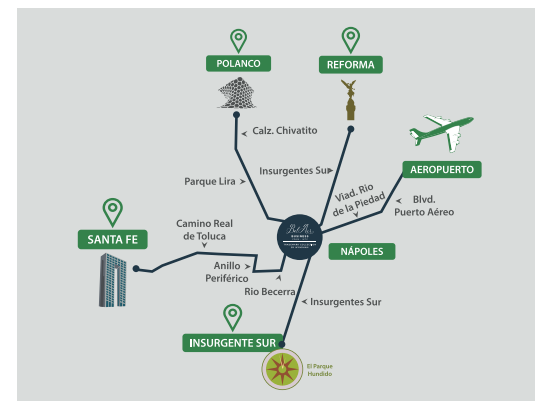 POLANCO
REFORMA
Calz. Chivatito
Insurgentes Sur
Parque Lira
AEROPUERTO
Viad. Rio
de la Piedad
Blvd.
Puerto Aéreo
Camino Real
de Toluca
SANTA FE
BUSINESS
NÁPOLES
Anillo
Periférico
Rio Becerra
Insurgentes Sur
INSURGENTE SUR
El Parque
Hundido